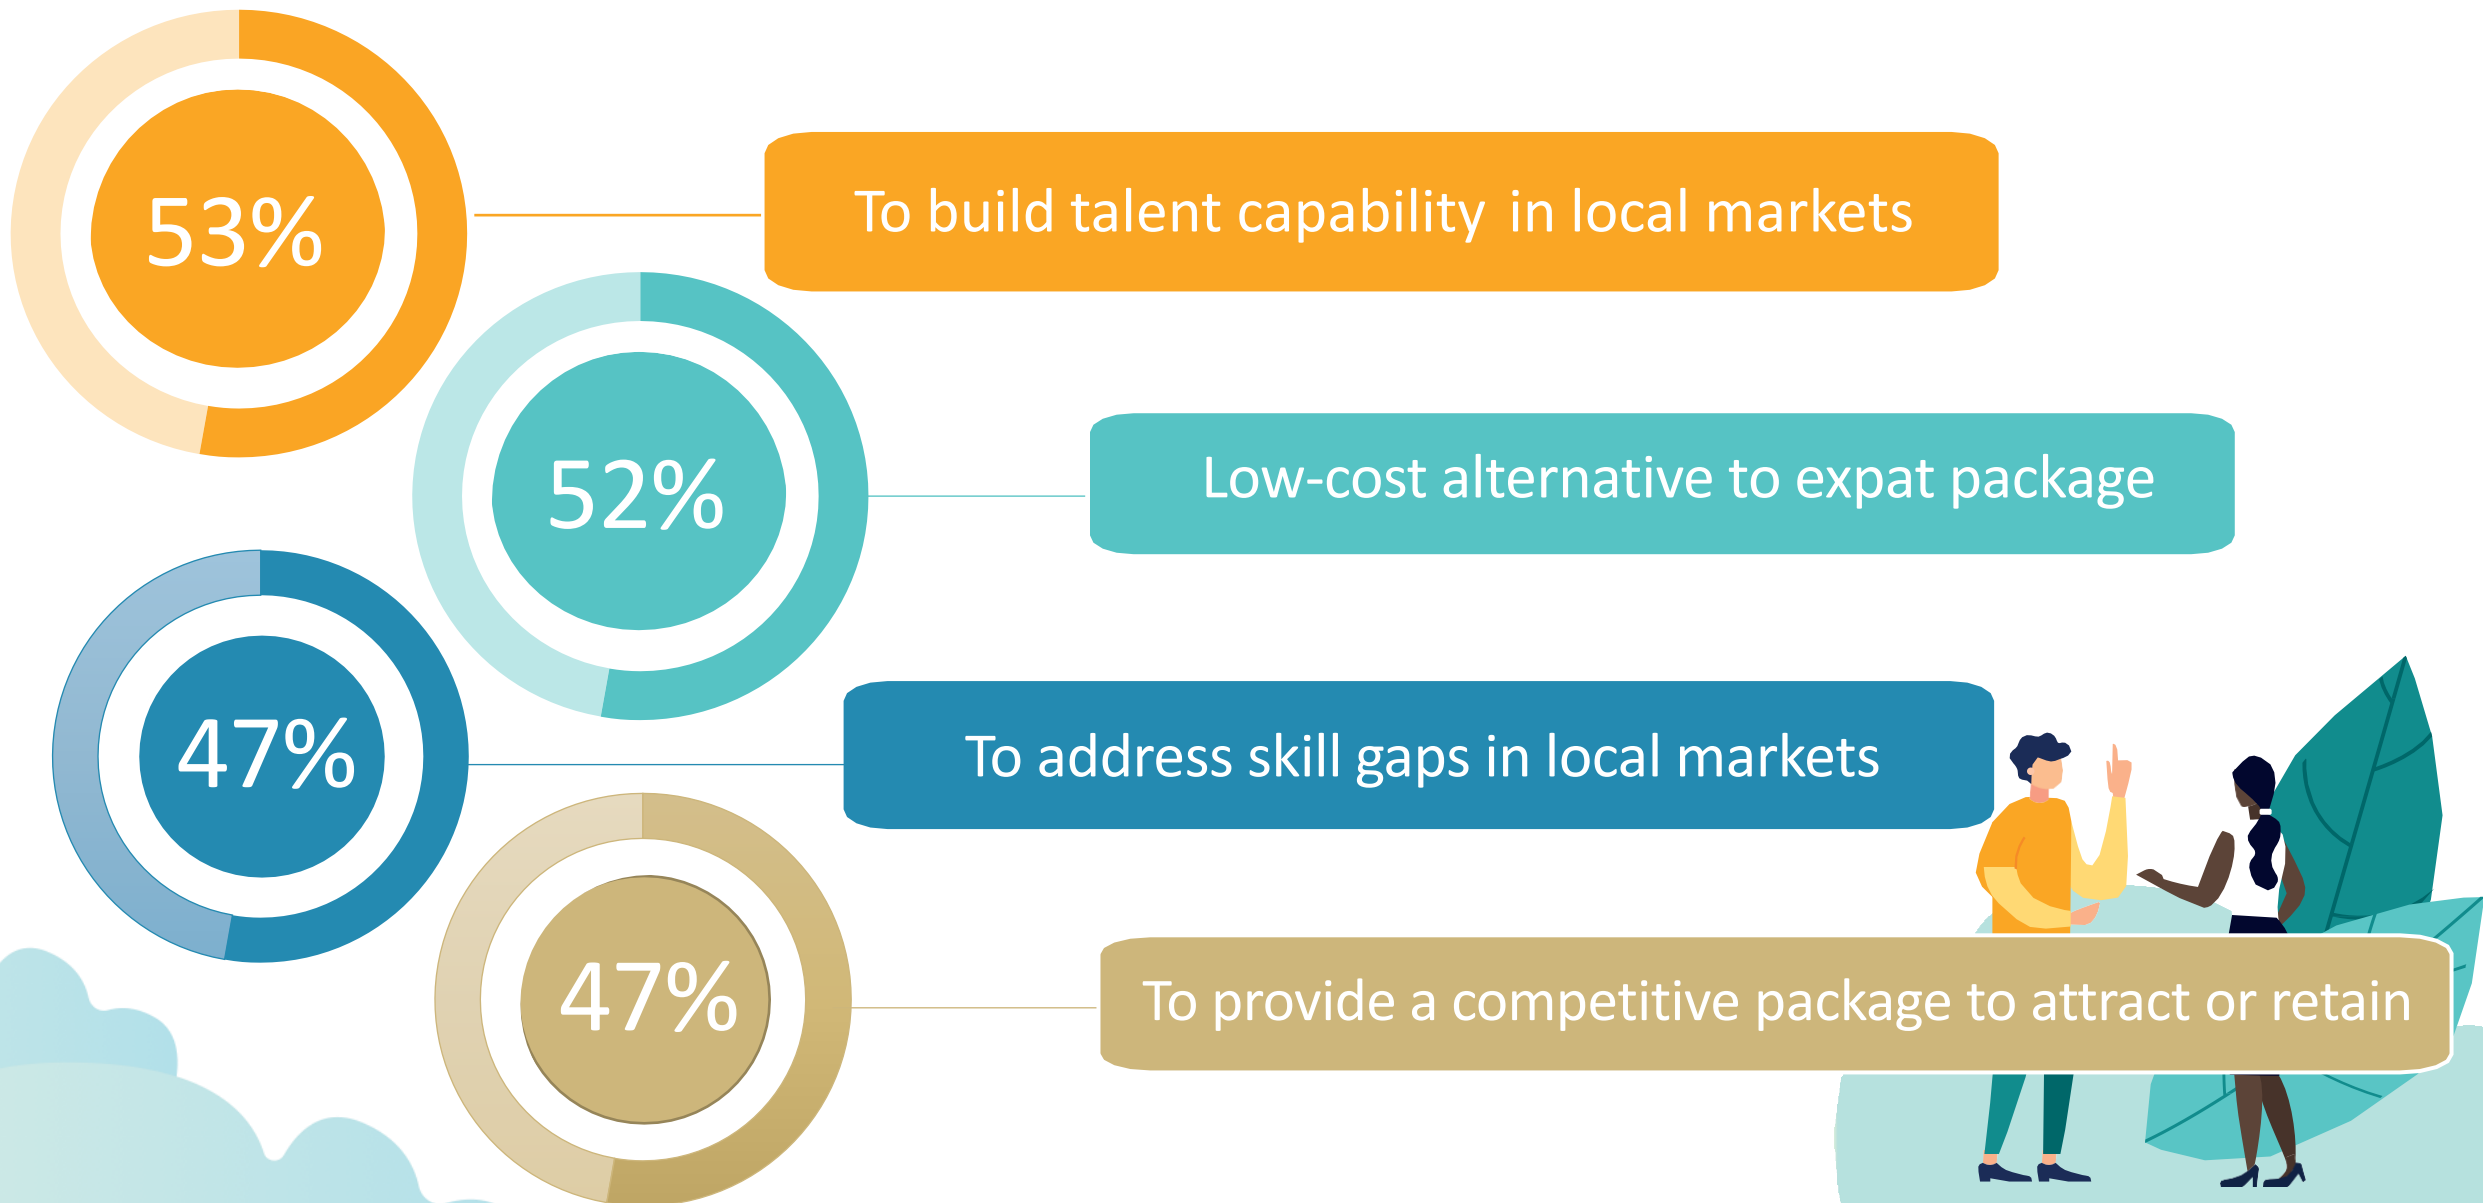 53%
To build talent capability in local markets
52%
Low-cost alternative to expat package
47%
To address skill gaps in local markets
47%
To provide a competitive package to attract or retain